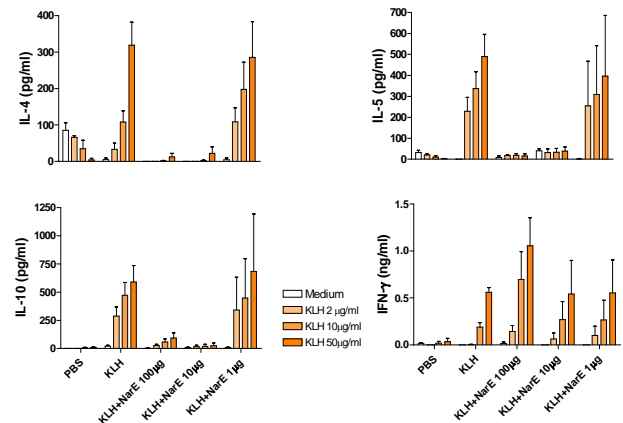 IL-4 (pg/ml)
400
300
200
100
0
IL-5 (pg/ml)
700
600
500
400
300
200
100
0
IL-10 (pg/ml)
1250
1000
750
500
250
0
PBS
KLH
KLH+NarE 100µg
KLH+NarE 10µg
KLH+NarE 1µg
Medium
KLH 2 µg/ml
KLH 10µg/ml
KLH 50µg/ml
IFN-γ (ng/ml)
1.5
1.0
0.5
0.0
PBS
KLH
KLH+NarE 100µg
KLH+NarE 10µg
KLH+NarE 1µg